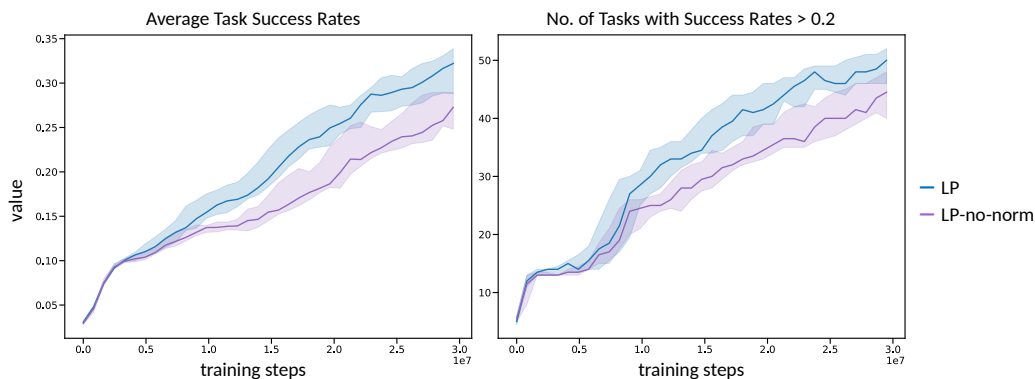 Average Task Success Rates
No. of Tasks with Success Rates > 0.2
value
0.35
0.30
0.25
0.20
0.15
0.10
0.05
0.0 0.5 1.0 1.5 2.0 2.5 3.0
1e7
training steps
50
40
30
20
10
0.0 0.5 1.0 1.5 2.0 2.5 3.0
1e7
training steps
LP
LP-no-norm